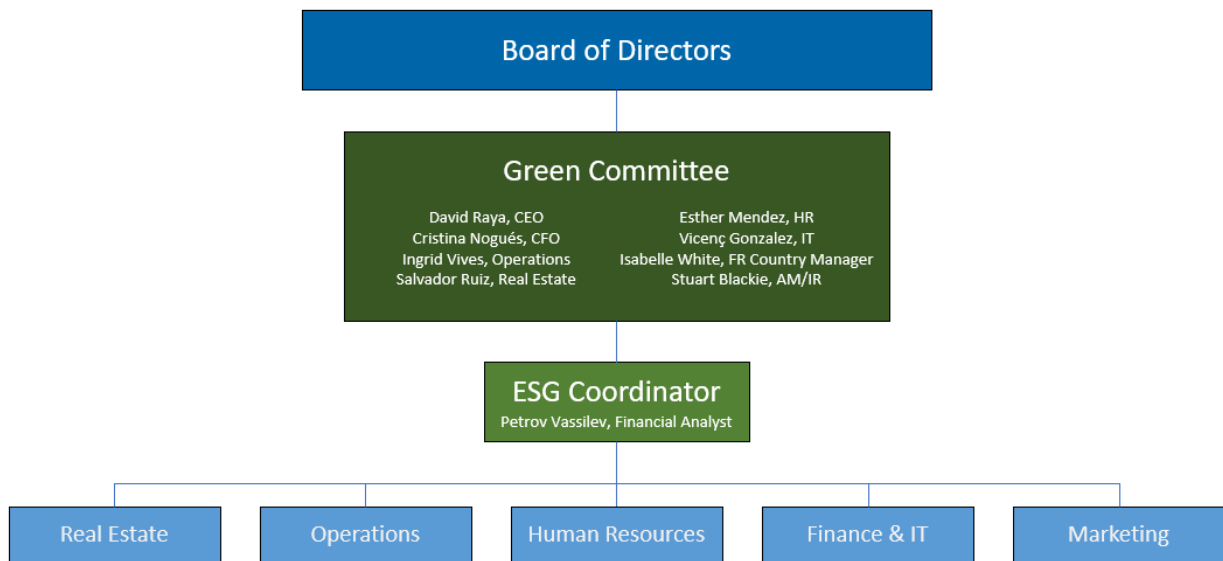 Board of Directors
Green Committee
David Raya, CEO
Cristina Nogués, CFO
Ingrid Vives, Operations
Salvador Ruiz, Real Estate
Esther Mendez, HR
Vicenç Gonzalez, IT
Isabelle White, FR Country Manager
Stuart Blackie, AM/IR
ESG Coordinator
Petrov Vassilev, Financial Analyst
Real Estate
Operations
Human Resources
Finance & IT
Marketing